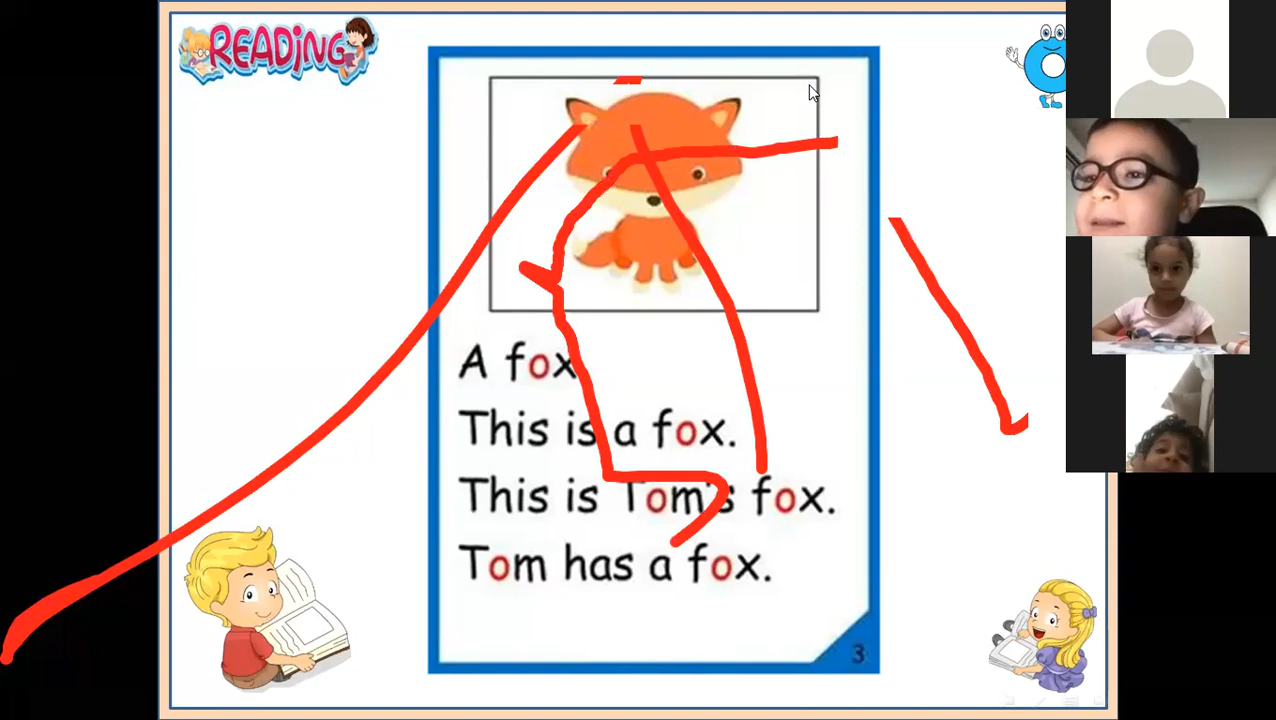 READING
A fox
This is a fox.
This is Tom's fox.
Tom has a fox.
3